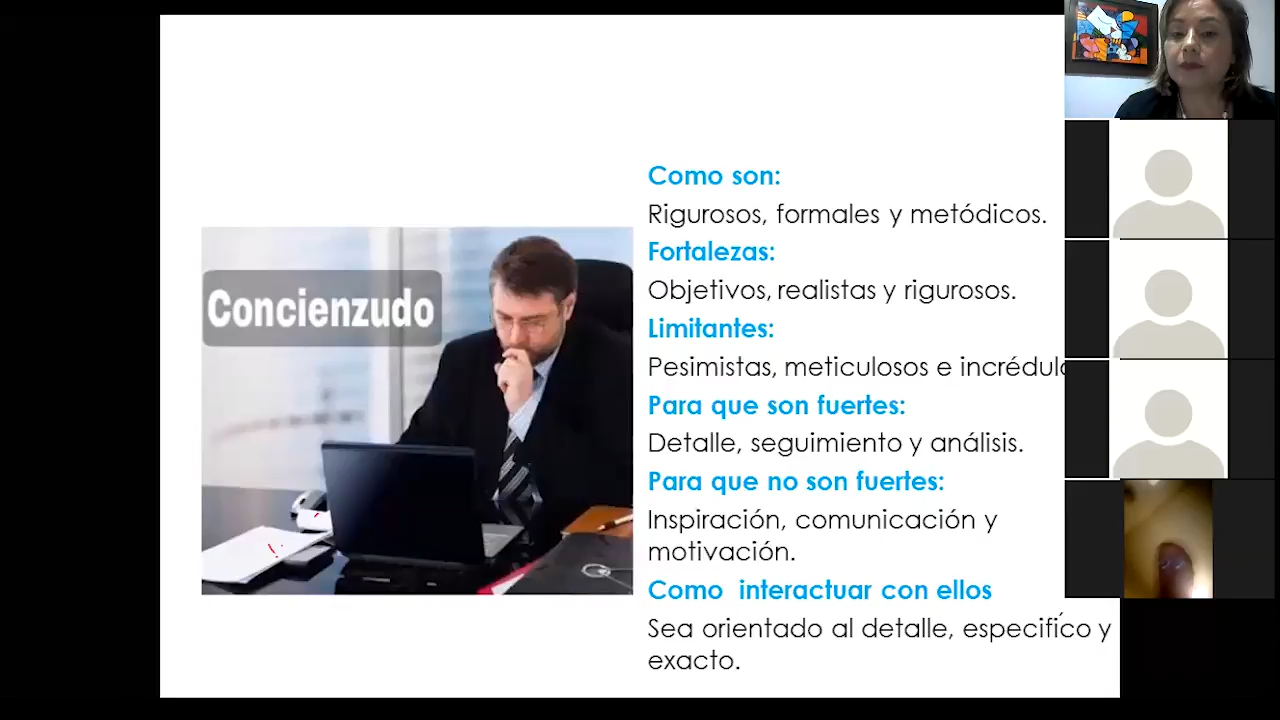 Como son:
Rigurosos, formales y metódicos.
Fortalezas:
Objetivos, realistas y rigurosos.
Limitantes:
Pesimistas, meticulosos e
Para que son fuertes:
Detalle, seguimiento y análisis.
Para que no son fuertes:
Inspiración, comunicación y
motivación.
Como interactuar con ellos
Sea orientado al detalle, especifíco y
exacto.
Concienzudo